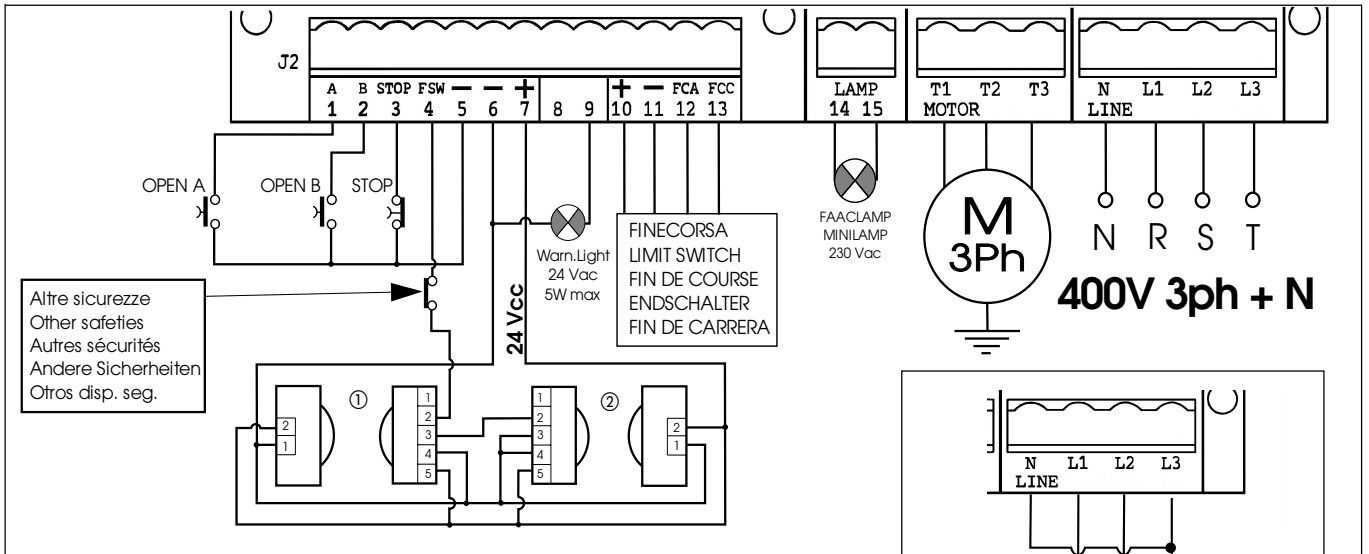 J2
A B STOP FSW — — + + — FCA FCC
1 2 3 4 5 6 7 8 9 10 11 12 13
LAMP
14 15
T1 T2 T3
MOTOR
N L1 L2 L3
LINE
OPEN A
OPEN B
STOP
Warn.Light
24 Vac
5W max
FINECORSA
LIMIT SWITCH
FIN DE COURSE
ENDSCHALTER
FIN DE CARRERA
FAACLAMP
MINILAMP
230 Vac
M
3Ph
N R S T
400V 3ph + N
Altre sicurezze
Other safeties
Autres sécurités
Andere Sicherheiten
Otros disp. seg.
24 Vcc
①
②
2
1
1
2
3
4
5
1
2
3
4
5
2
1
N L1 L2 L3
LINE